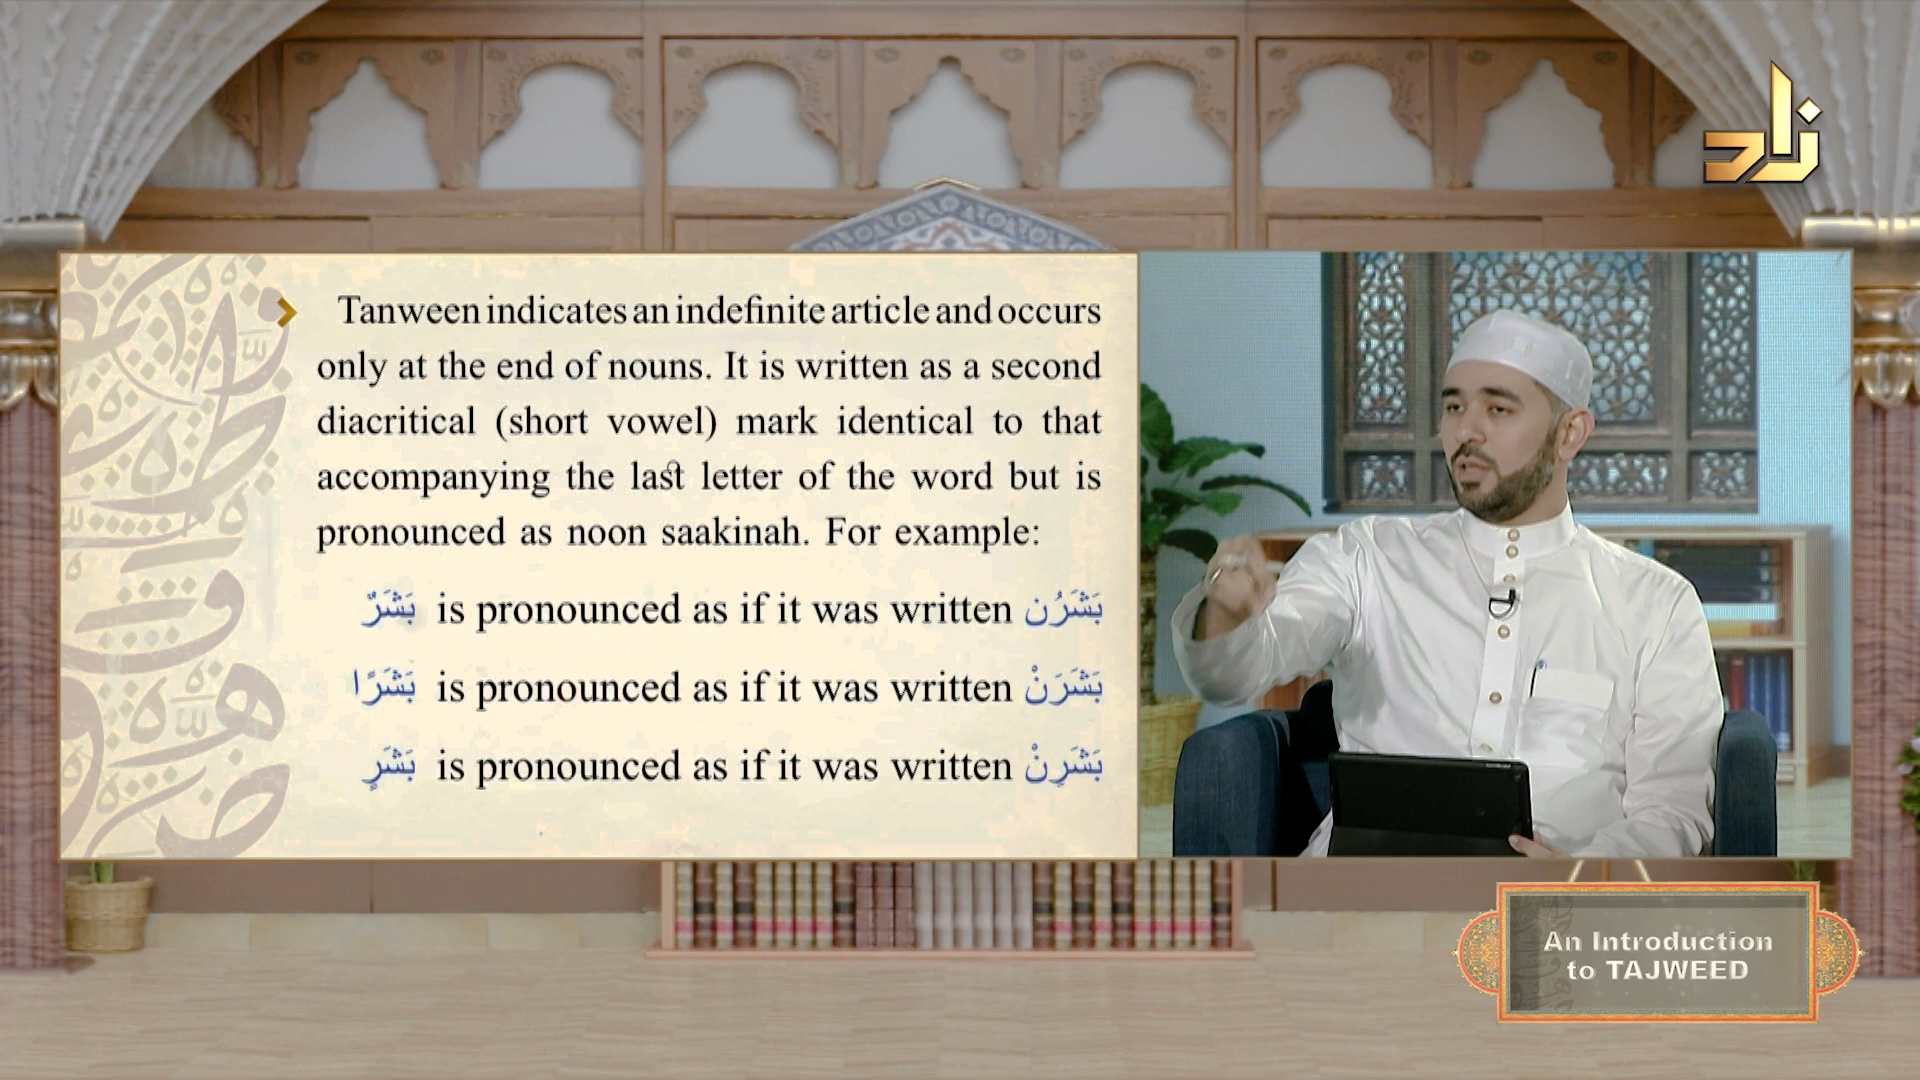 زاد
Tanween indicates an indefinite article and occurs
only at the end of nouns. It is written as a second
diacritical (short vowel) mark identical to that
accompanying the last letter of the word but is
pronounced as noon saakinah. For example:
بَشَرٌ is pronounced as if it was written بَشَرُن
بَشَرًا is pronounced as if it was written بَشَرَنْ
بَشَرٍ is pronounced as if it was written بَشَرِنْ
An Introduction
to TAJWEED